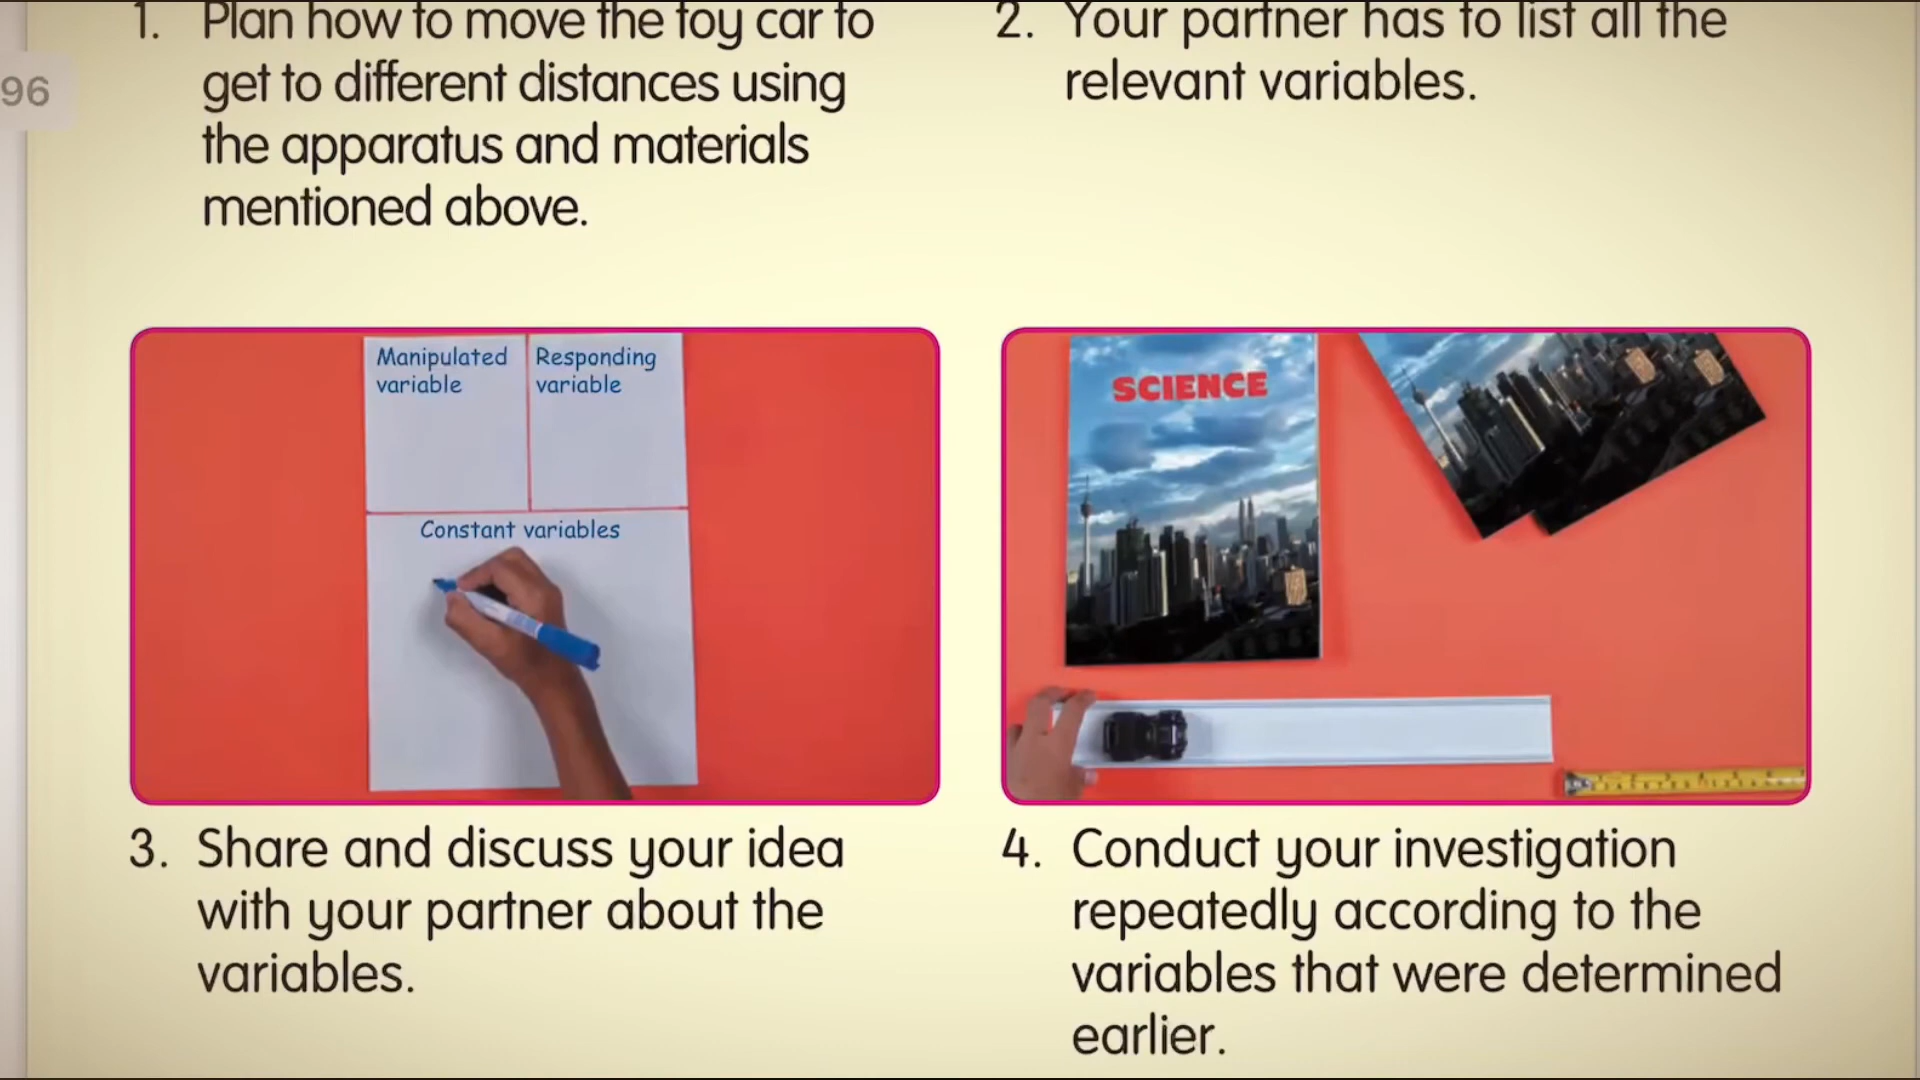 1. Plan how to move the toy car to
get to different distances using
the apparatus and materials
mentioned above.
2. Your partner has to list all the
relevant variables.
96
Manipulated
variable
Responding
variable
Constant variables
SCIENCE
3. Share and discuss your idea
with your partner about the
variables.
4. Conduct your investigation
repeatedly according to the
variables that were determined
earlier.